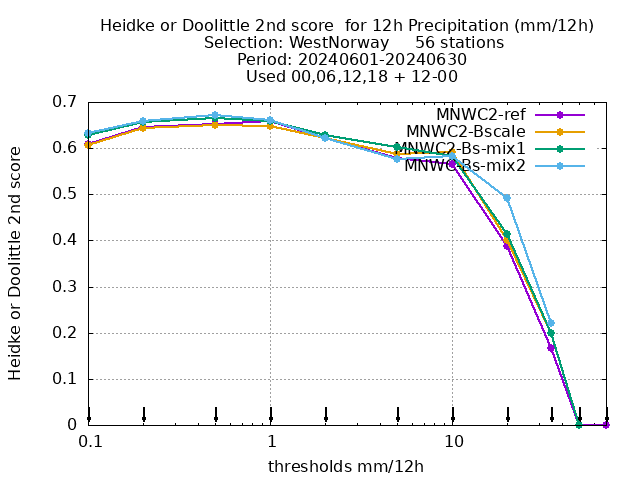 Heidke or Doolittle 2nd score  for 12h Precipitation (mm/12h)
Selection: WestNorway     56 stations
Period: 20240601-20240630
Used 00,06,12,18 + 12-00
MNWC2-ref
MNWC2-Bscale
MNWC2-Bs-mix1
MNWC-Bs-mix2
Heidke or Doolittle 2nd score
0.7
0.6
0.5
0.4
0.3
0.2
0.1
0
0.1
1
10
thresholds mm/12h